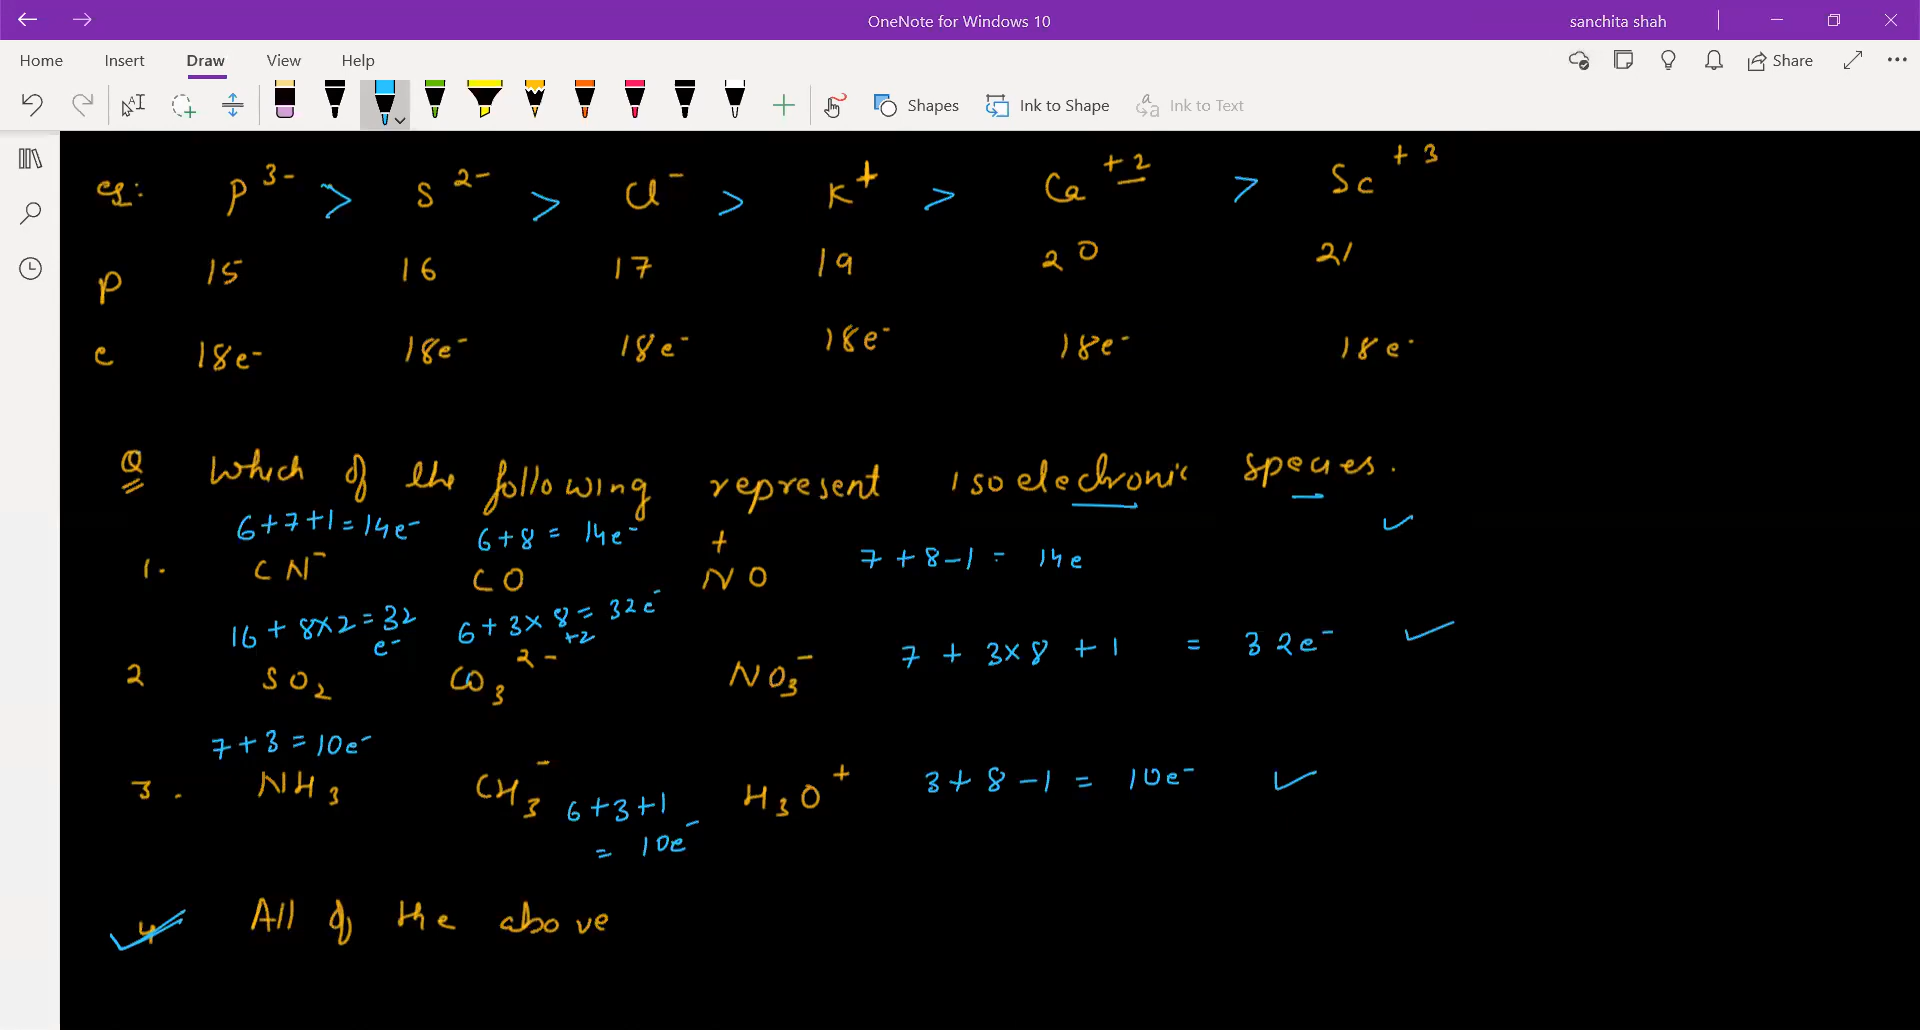 OneNote for Windows 10
sanchita shah
Home Insert Draw View Help
Share
Shapes Ink to Shape Ink to Text
eg: P³⁻ > S²⁻ > Cl⁻ > K⁺ > Ca⁺² > Sc⁺³
P 15 16 17 19 20 21
e 18e⁻ 18e⁻ 18e⁻ 18e⁻ 18e⁻ 18e⁻
Q Which of the following represent isoelectronic species.
6+7+1=14e⁻ 6+8= 14e⁻
1. CN⁻ CO N⁺O 7+8-1= 14e ✓
16+8×2=32e⁻ 6+3×8+2=32e⁻
2 SO₂ CO₃²⁻ NO₃⁻ 7 + 3×8 + 1 = 32e⁻ ✓
7+3=10e⁻
3. NH₃ CH₃⁻ 6+3+1 H₃O⁺ 3+8-1 = 10e⁻ ✓
= 10e⁻
4 All of the above